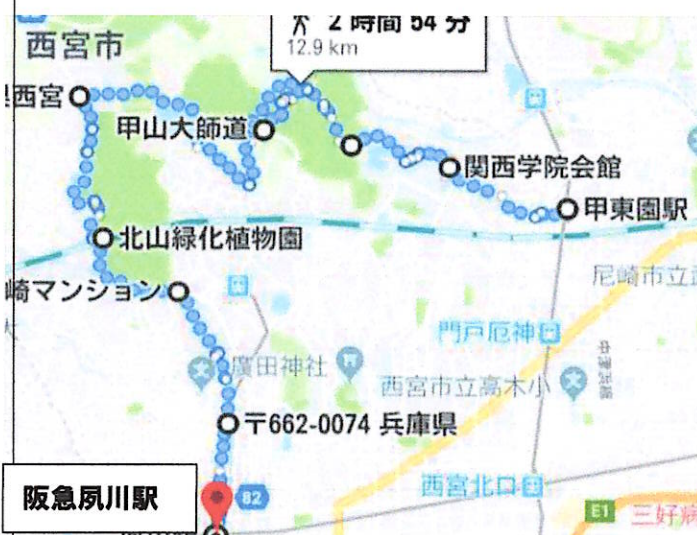 2 時間 54 分
12.9 km
西宮市
西宮
甲山大師道
関西学院会館
甲東園駅
北山緑化植物園
崎マンション
尼崎市立
門戸厄神
廣田神社
西宮市立高木小
〒662-0074 兵庫県
阪急夙川駅
82
西宮北口
E1
三好病